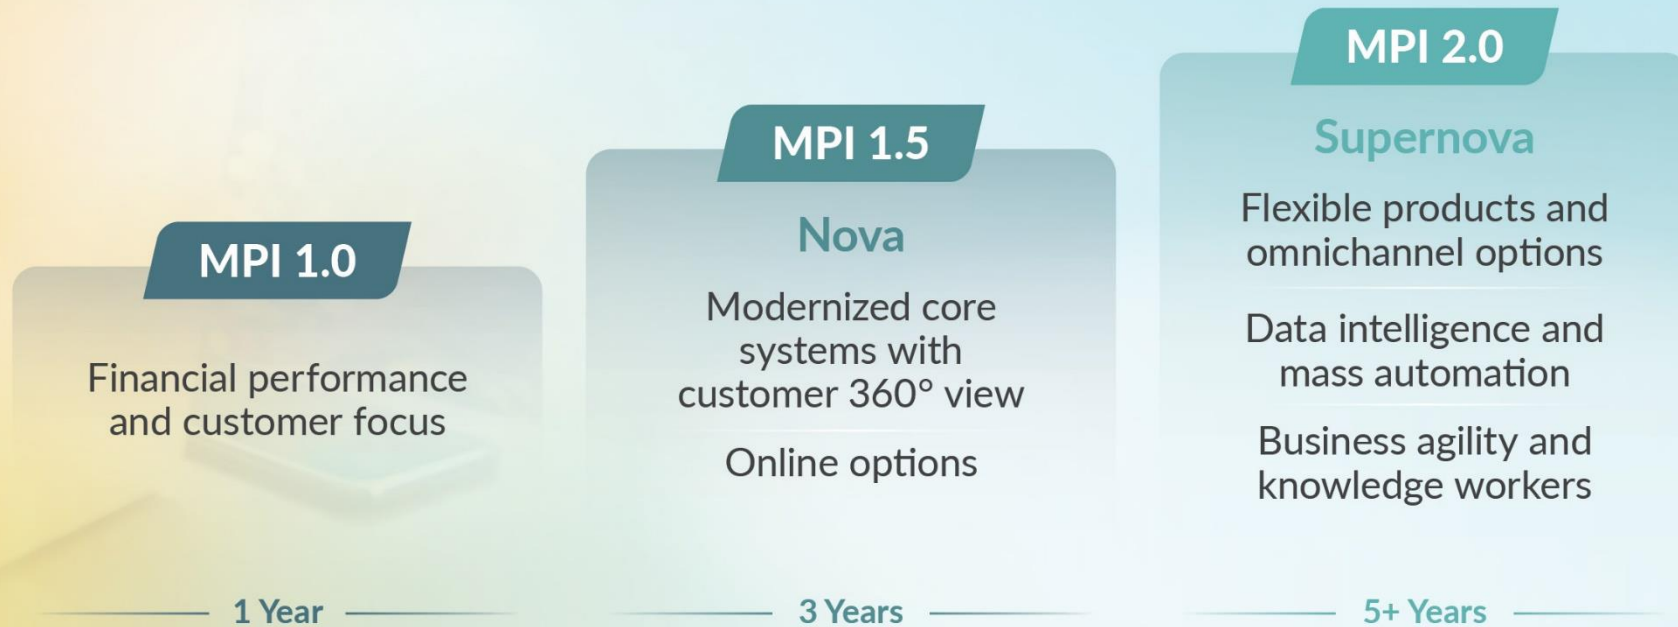 MPI 1.0
Financial performance
and customer focus
1 Year
MPI 1.5
Nova
Modernized core
systems with
customer 360° view
Online options
3 Years
MPI 2.0
Supernova
Flexible products and
omnichannel options
Data intelligence and
mass automation
Business agility and
knowledge workers
5+ Years